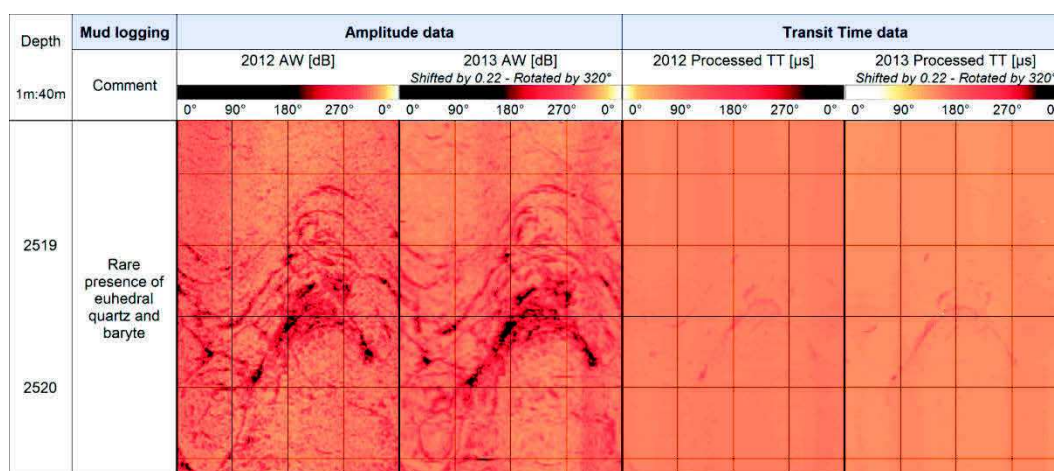 Depth
Mud logging
Amplitude data
Transit Time data
1m:40m
Comment
2012 AW [dB]
2013 AW [dB]
Shifted by 0.22 - Rotated by 320°
2012 Processed TT [µs]
2013 Processed TT [µs]
Shifted by 0.22 - Rotated by 320°
0° 90° 180° 270° 0°
0° 90° 180° 270° 0°
0° 90° 180° 270° 0°
0° 90° 180° 270° 0°
2519
Rare
presence of
euhedral
quartz and
baryte
2520